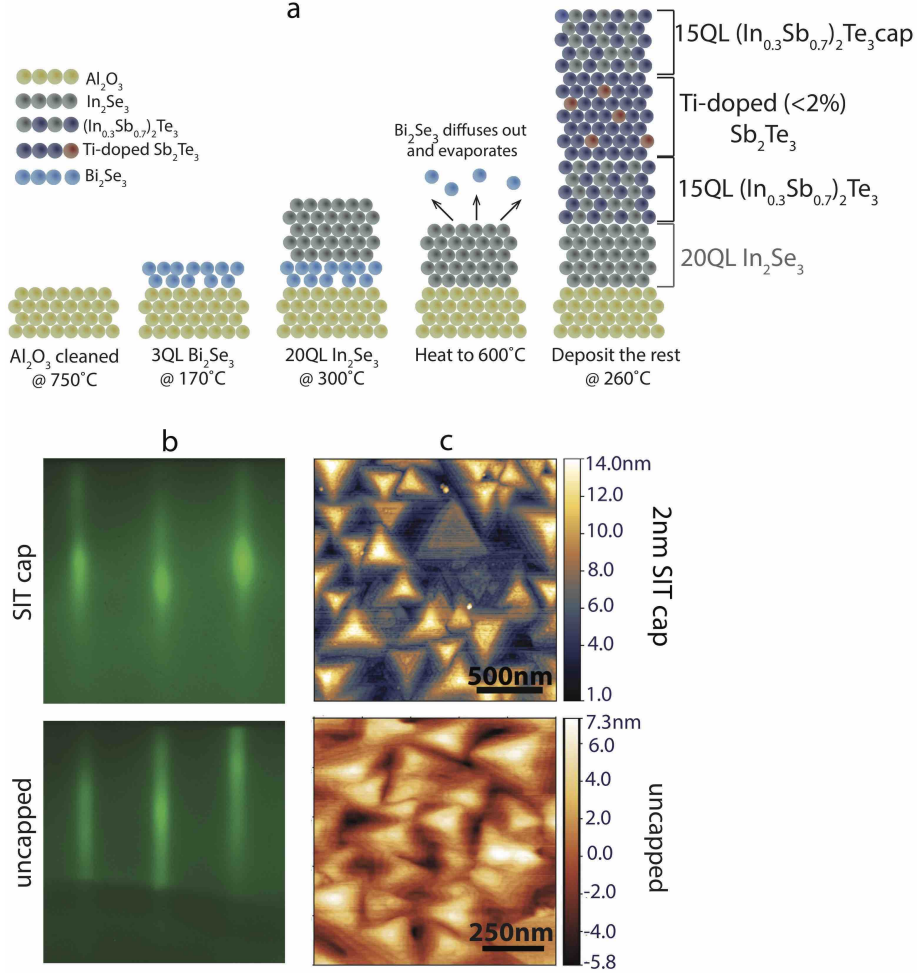 a
Al₂O₃
In₂Se₃
(In₀.₃Sb₀.₇)₂Te₃
Ti-doped Sb₂Te₃
Bi₂Se₃
Bi₂Se₃ diffuses out
and evaporates
15QL (In₀.₃Sb₀.₇)₂Te₃cap
Ti-doped (<2%)
Sb₂Te₃
15QL (In₀.₃Sb₀.₇)₂Te₃
20QL In₂Se₃
Al₂O₃ cleaned
@ 750˚C
3QL Bi₂Se₃
@ 170˚C
20QL In₂Se₃
@ 300˚C
Heat to 600˚C
Deposit the rest
@ 260˚C
b
c
SIT cap
500nm
14.0nm
12.0
10.0
8.0
6.0
4.0
1.0
2nm SIT cap
uncapped
250nm
7.3nm
6.0
4.0
2.0
0.0
-2.0
-4.0
-5.8
uncapped